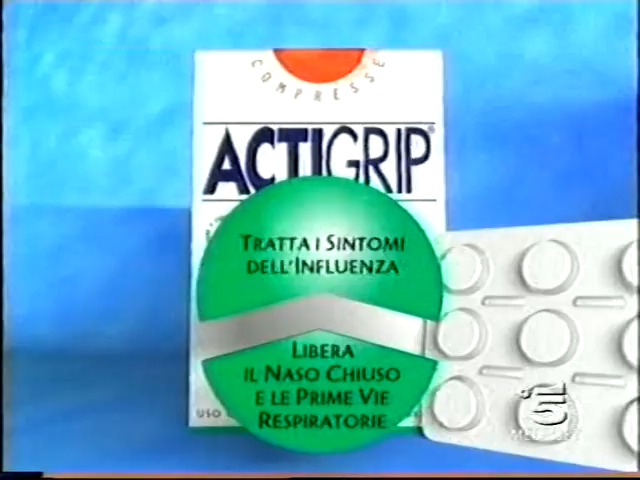 COMPRESSE
ACTIGRIP®
TRATTA I SINTOMI
DELL'INFLUENZA
LIBERA
IL NASO CHIUSO
E LE PRIME VIE
RESPIRATORIE
USO
5